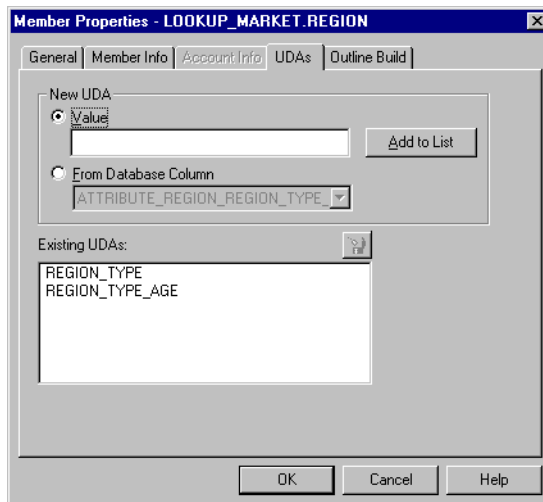 Member Properties - LOOKUP_MARKET.REGION
General Member Info Account Info UDAs Outline Build
New UDA
Value
Add to List
From Database Column
ATTRIBUTE_REGION_REGION_TYPE_
Existing UDAs:
REGION_TYPE
REGION_TYPE_AGE
OK Cancel Help